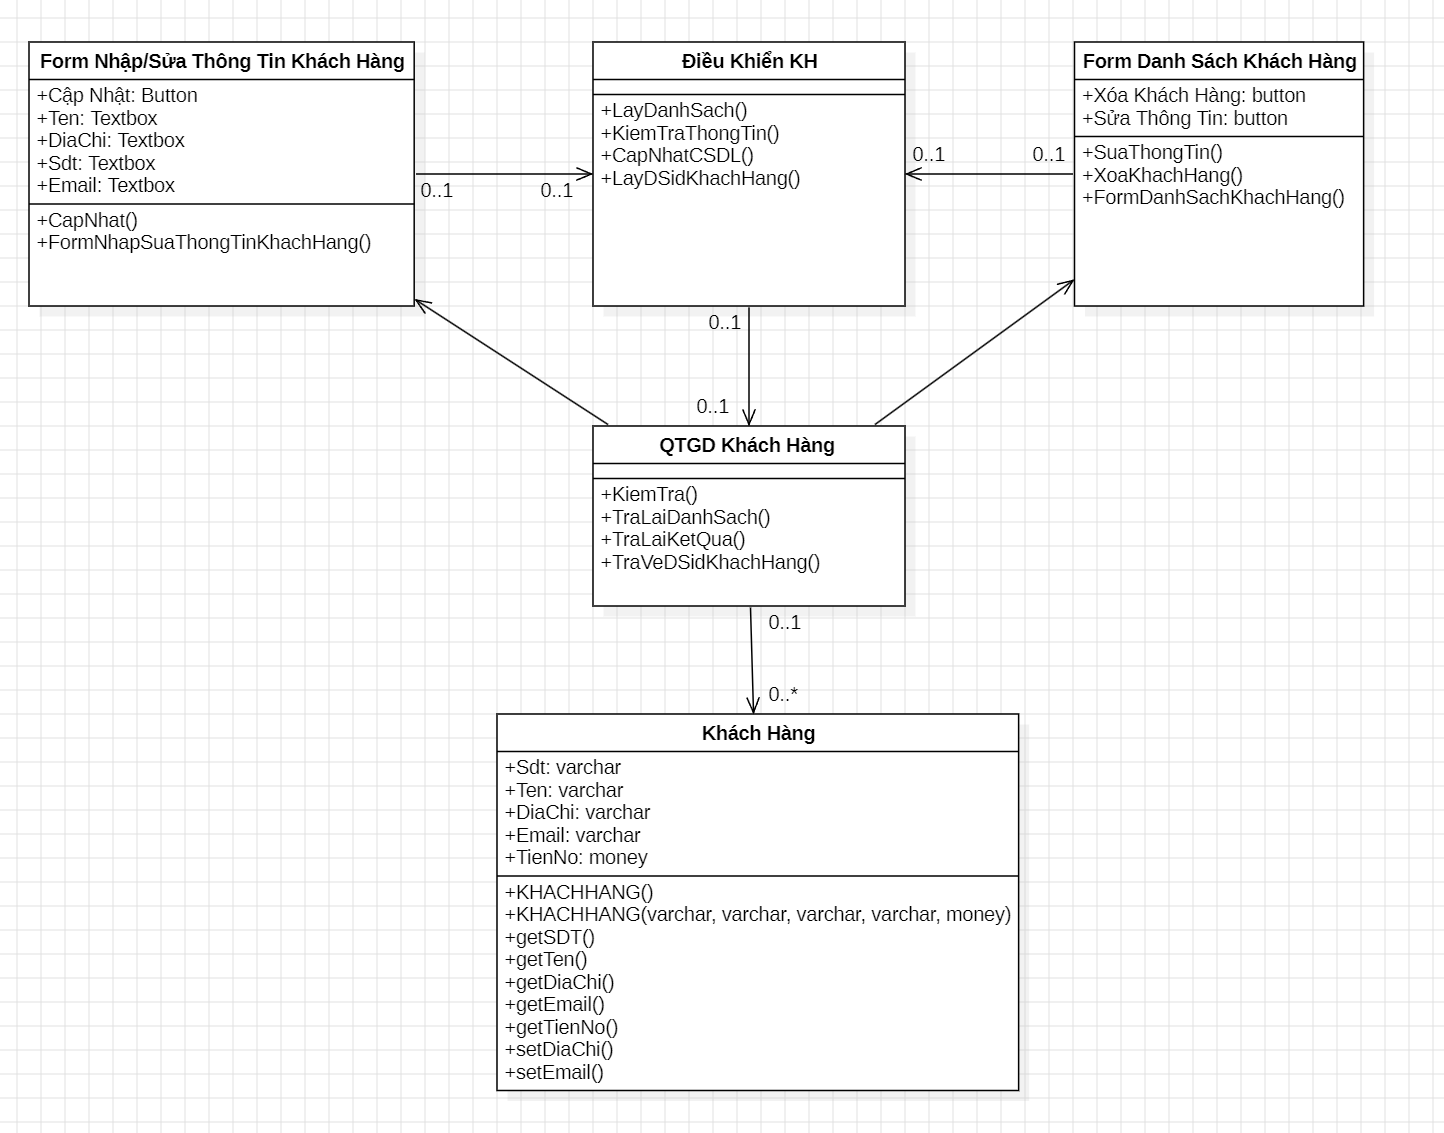 Form Nhập/Sửa Thông Tin Khách Hàng
+Cập Nhật: Button
+Ten: Textbox
+DiaChi: Textbox
+Sdt: Textbox
+Email: Textbox
+CapNhat()
+FormNhapSuaThongTinKhachHang()
0..1
0..1
Điều Khiển KH
+LayDanhSach()
+KiemTraThongTin()
+CapNhatCSDL()
+LayDSidKhachHang()
0..1
0..1
Form Danh Sách Khách Hàng
+Xóa Khách Hàng: button
+Sửa Thông Tin: button
+SuaThongTin()
+XoaKhachHang()
+FormDanhSachKhachHang()
0..1
0..1
QTGD Khách Hàng
+KiemTra()
+TraLaiDanhSach()
+TraLaiKetQua()
+TraVeDSidKhachHang()
0..1
0..*
Khách Hàng
+Sdt: varchar
+Ten: varchar
+DiaChi: varchar
+Email: varchar
+TienNo: money
+KHACHHANG()
+KHACHHANG(varchar, varchar, varchar, varchar, money)
+getSDT()
+getTen()
+getDiaChi()
+getEmail()
+getTienNo()
+setDiaChi()
+setEmail()